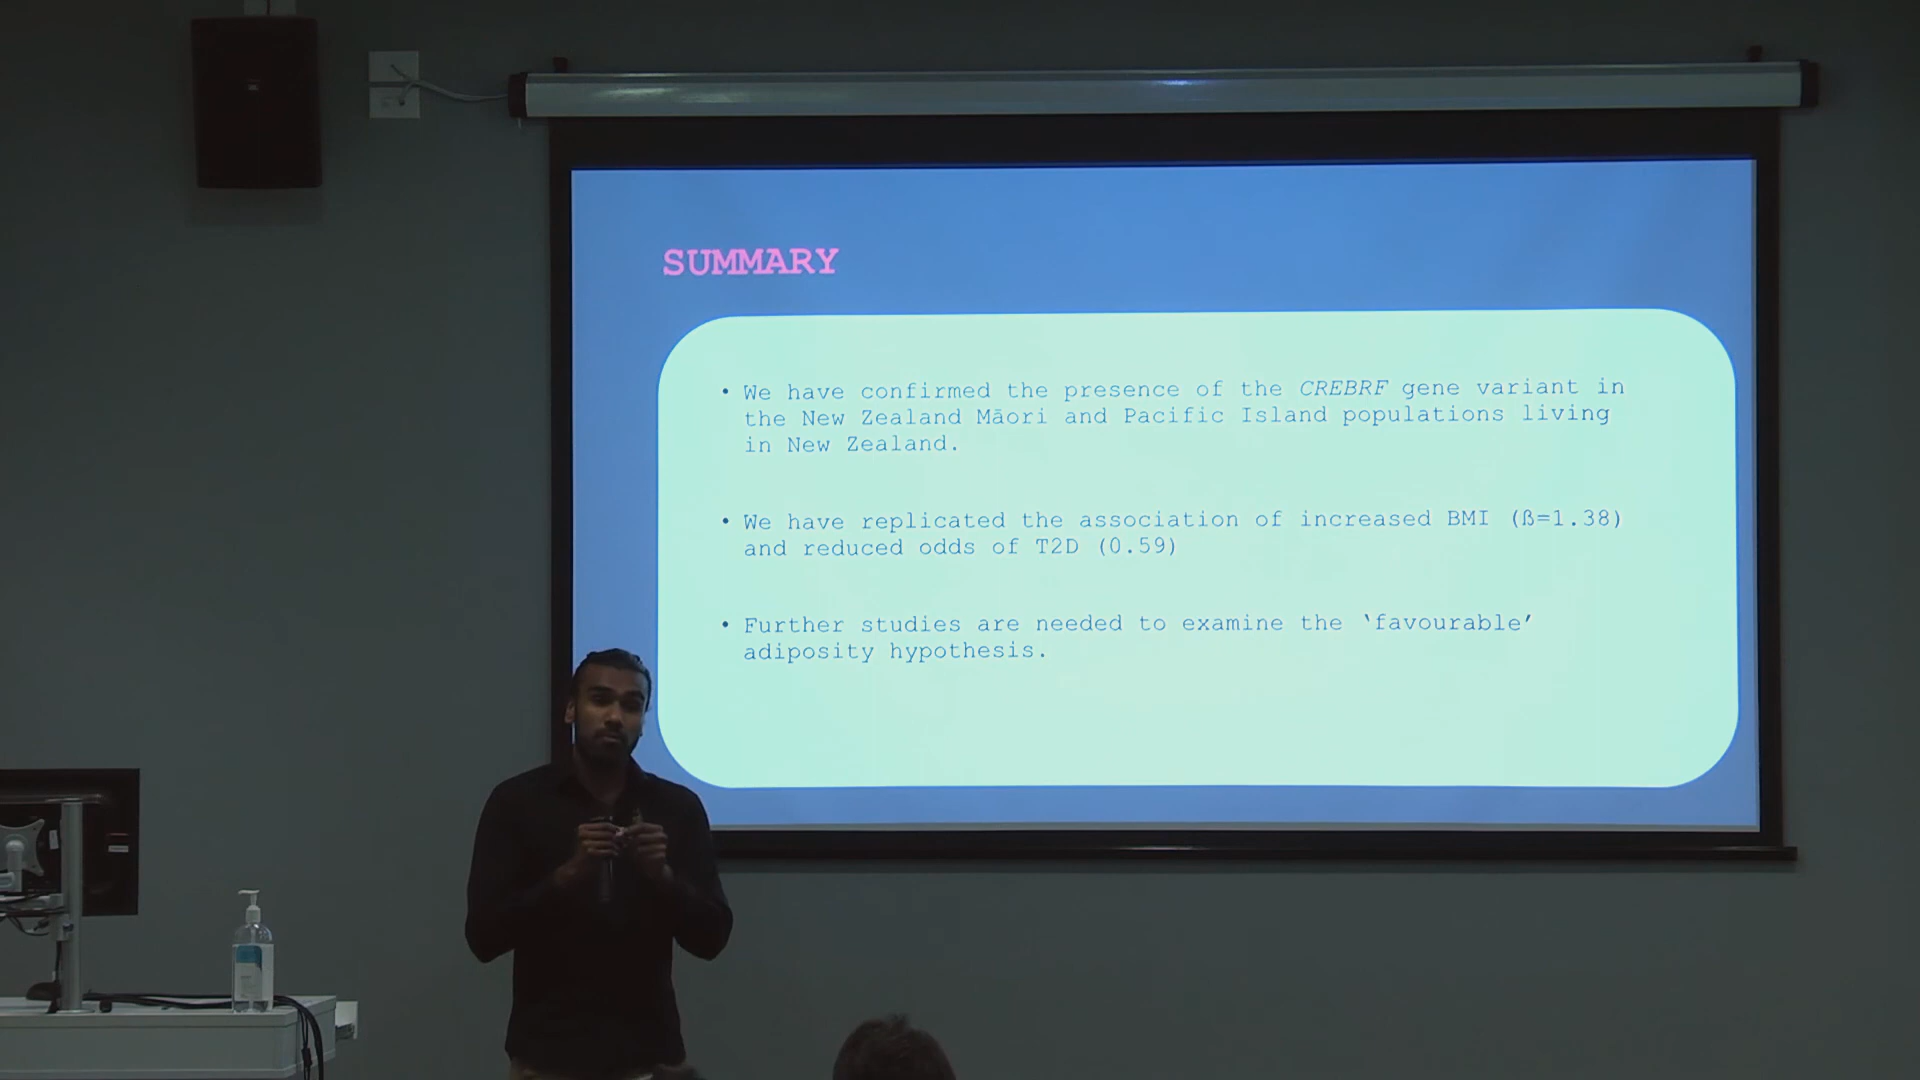 SUMMARY
• We have confirmed the presence of the CREBRF gene variant in
the New Zealand Māori and Pacific Island populations living
in New Zealand.
• We have replicated the association of increased BMI (ß=1.38)
and reduced odds of T2D (0.59)
• Further studies are needed to examine the ‘favourable’
adiposity hypothesis.